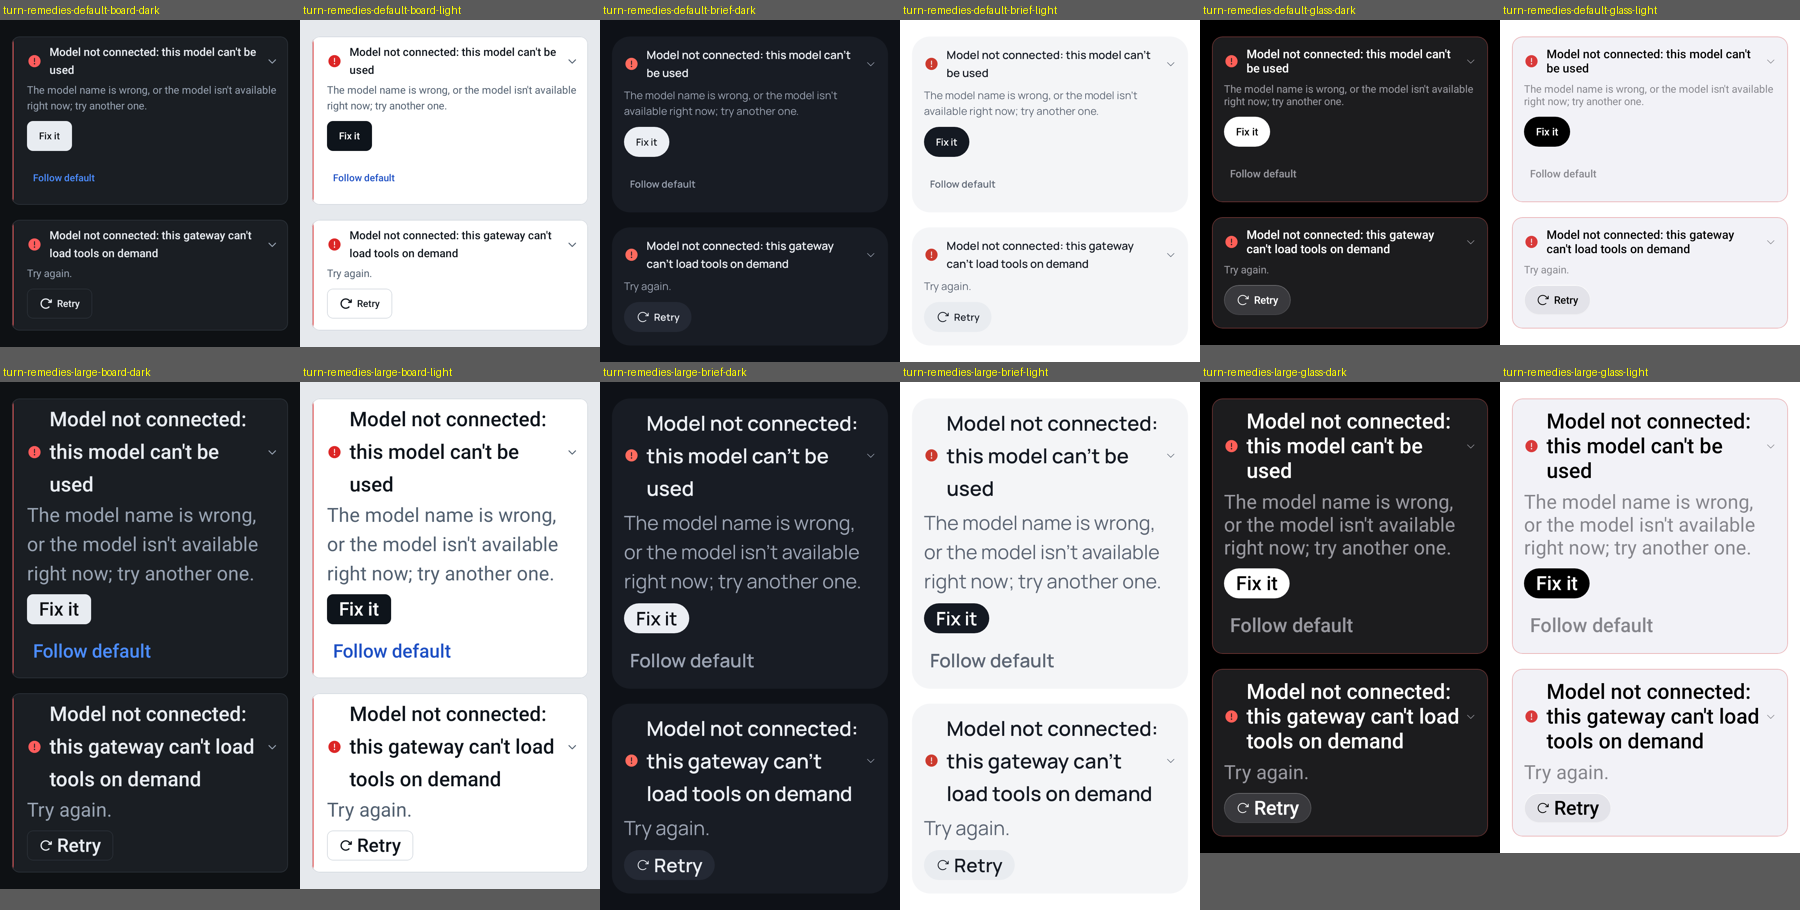 turn-remedies-default-board-dark
Model not connected: this model can't be
used
The model name is wrong, or the model isn't available
right now; try another one.
Fix it
Follow default
Model not connected: this gateway can't
load tools on demand
Try again.
Retry
turn-remedies-default-board-light
Model not connected: this model can't be
used
The model name is wrong, or the model isn't available
right now; try another one.
Fix it
Follow default
Model not connected: this gateway can't
load tools on demand
Try again.
Retry
turn-remedies-default-brief-dark
Model not connected: this model can't
be used
The model name is wrong, or the model isn't
available right now; try another one.
Fix it
Follow default
Model not connected: this gateway
can't load tools on demand
Try again.
Retry
turn-remedies-default-brief-light
Model not connected: this model can't
be used
The model name is wrong, or the model isn't
available right now; try another one.
Fix it
Follow default
Model not connected: this gateway
can't load tools on demand
Try again.
Retry
turn-remedies-default-glass-dark
Model not connected: this model can't
be used
The model name is wrong, or the model isn't available
right now; try another one.
Fix it
Follow default
Model not connected: this gateway
can't load tools on demand
Try again.
Retry
turn-remedies-default-glass-light
Model not connected: this model can't
be used
The model name is wrong, or the model isn't available
right now; try another one.
Fix it
Follow default
Model not connected: this gateway
can't load tools on demand
Try again.
Retry
turn-remedies-large-board-dark
Model not connected:
this model can't be
used
The model name is wrong,
or the model isn't available
right now; try another one.
Fix it
Follow default
Model not connected:
this gateway can't load
tools on demand
Try again.
Retry
turn-remedies-large-board-light
Model not connected:
this model can't be
used
The model name is wrong,
or the model isn't available
right now; try another one.
Fix it
Follow default
Model not connected:
this gateway can't load
tools on demand
Try again.
Retry
turn-remedies-large-brief-dark
Model not connected:
this model can't be
used
The model name is wrong,
or the model isn't available
right now; try another one.
Fix it
Follow default
Model not connected:
this gateway can't
load tools on demand
Try again.
Retry
turn-remedies-large-brief-light
Model not connected:
this model can't be
used
The model name is wrong,
or the model isn't available
right now; try another one.
Fix it
Follow default
Model not connected:
this gateway can't
load tools on demand
Try again.
Retry
turn-remedies-large-glass-dark
Model not connected:
this model can't be
used
The model name is wrong,
or the model isn't available
right now; try another one.
Fix it
Follow default
Model not connected:
this gateway can't load
tools on demand
Try again.
Retry
turn-remedies-large-glass-light
Model not connected:
this model can't be
used
The model name is wrong,
or the model isn't available
right now; try another one.
Fix it
Follow default
Model not connected:
this gateway can't load
tools on demand
Try again.
Retry